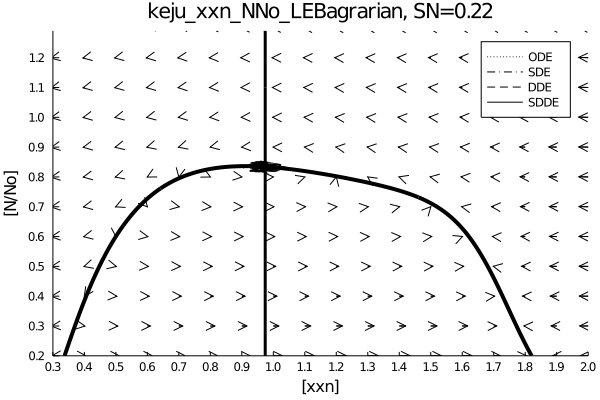 keju_xxn_NNo_LEBagrarian, SN=0.22
ODE
SDE
DDE
SDDE
[N/No]
1.2
1.1
1.0
0.9
0.8
0.7
0.6
0.5
0.4
0.3
0.2
0.3 0.4 0.5 0.6 0.7 0.8 0.9 1.0 1.1 1.2 1.3 1.4 1.5 1.6 1.7 1.8 1.9 2.0
[xxn]